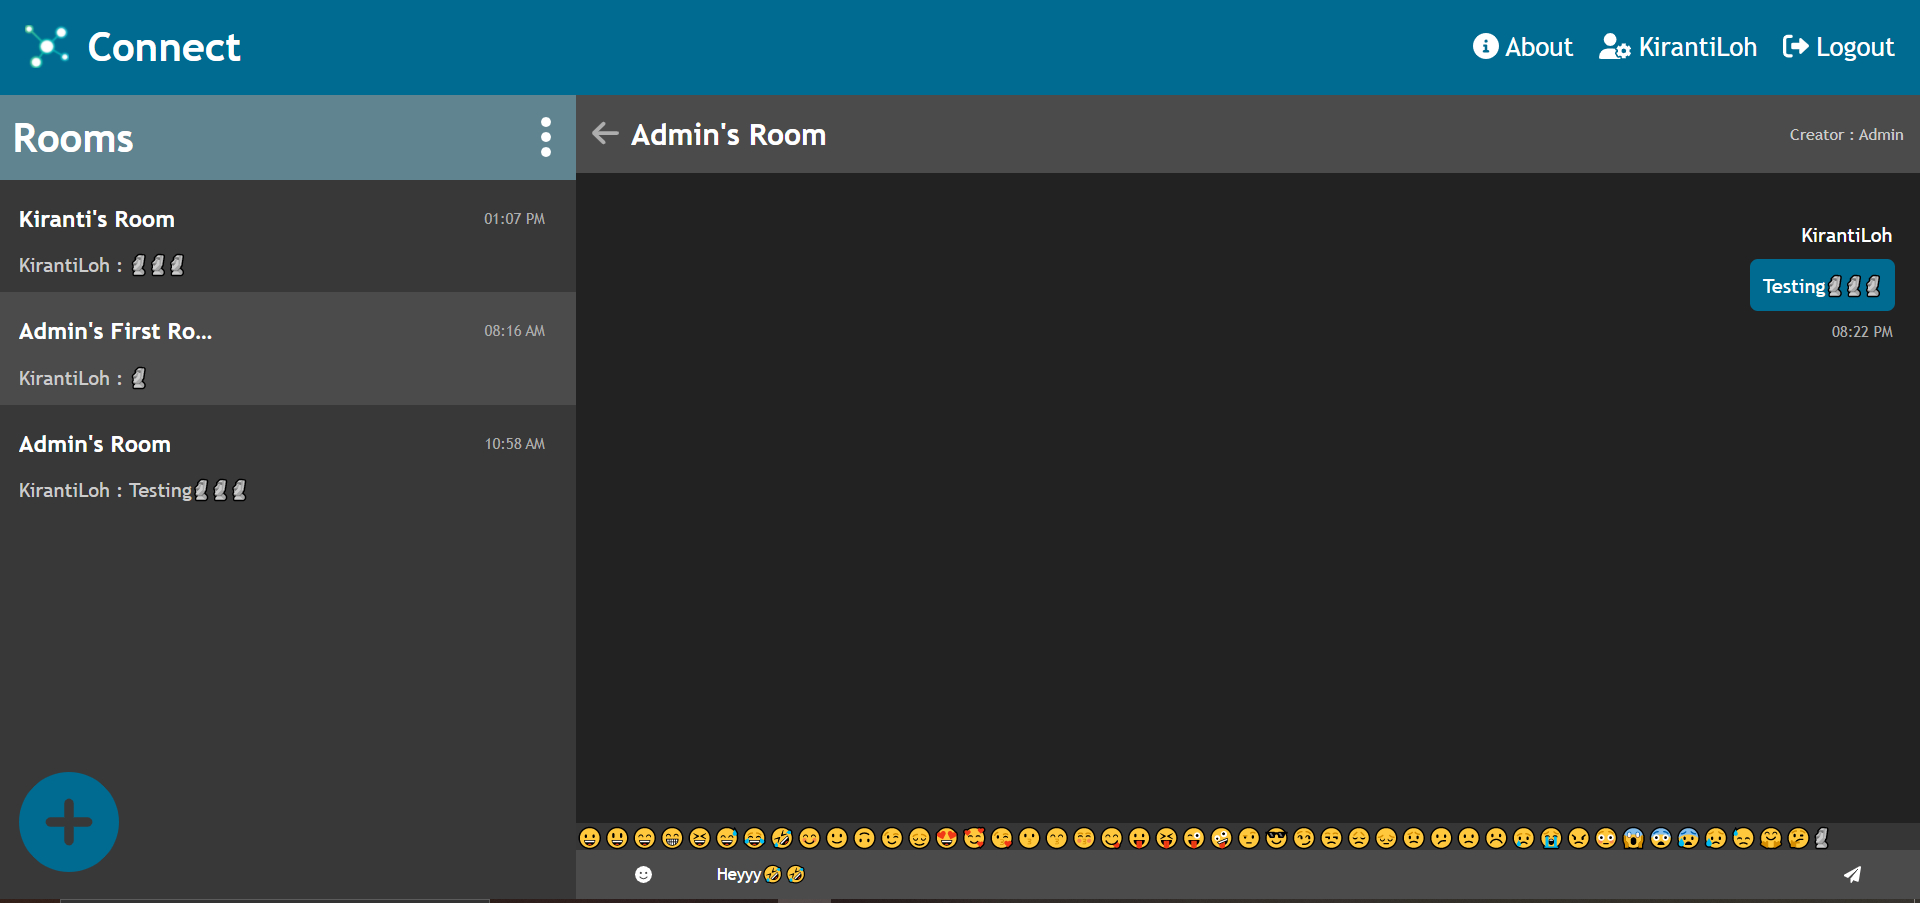 Connect
About KirantiLoh Logout
Rooms
Kiranti's Room 01:07 PM
KirantiLoh : 🗿🗿🗿
Admin's First Ro... 08:16 AM
KirantiLoh : 🗿
Admin's Room 10:58 AM
KirantiLoh : Testing🗿🗿🗿
Admin's Room Creator : Admin
KirantiLoh
Testing🗿🗿🗿
08:22 PM
Heyyy🤣🤣